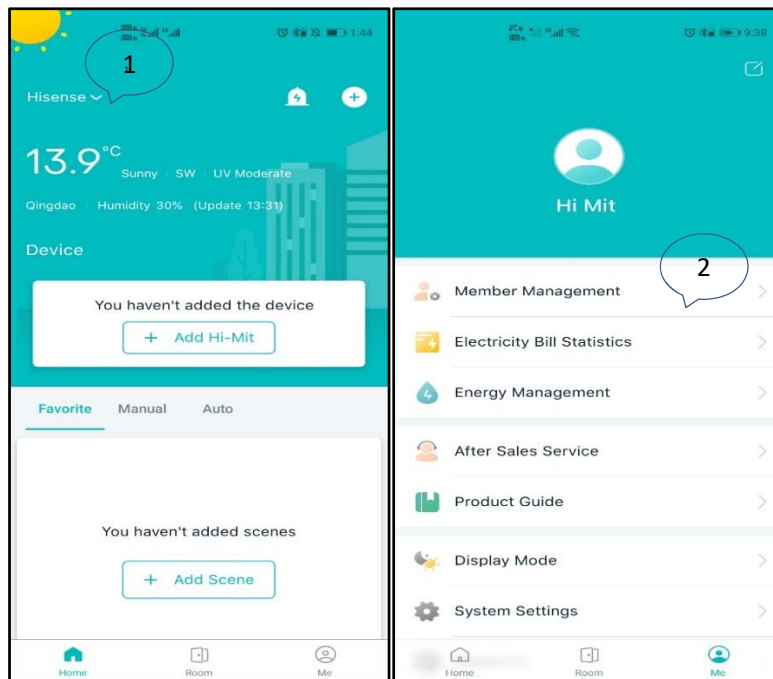 1:44
1
Hisense
13.9°C
Sunny SW UV Moderate
Qingdao Humidity 30% (Update 13:31)
Device
You haven't added the device
+ Add Hi-Mit
Favorite Manual Auto
You haven't added scenes
+ Add Scene
Home Room Me
9:38
Hi Mit
2
Member Management
Electricity Bill Statistics
Energy Management
After Sales Service
Product Guide
Display Mode
System Settings
Home Room Me